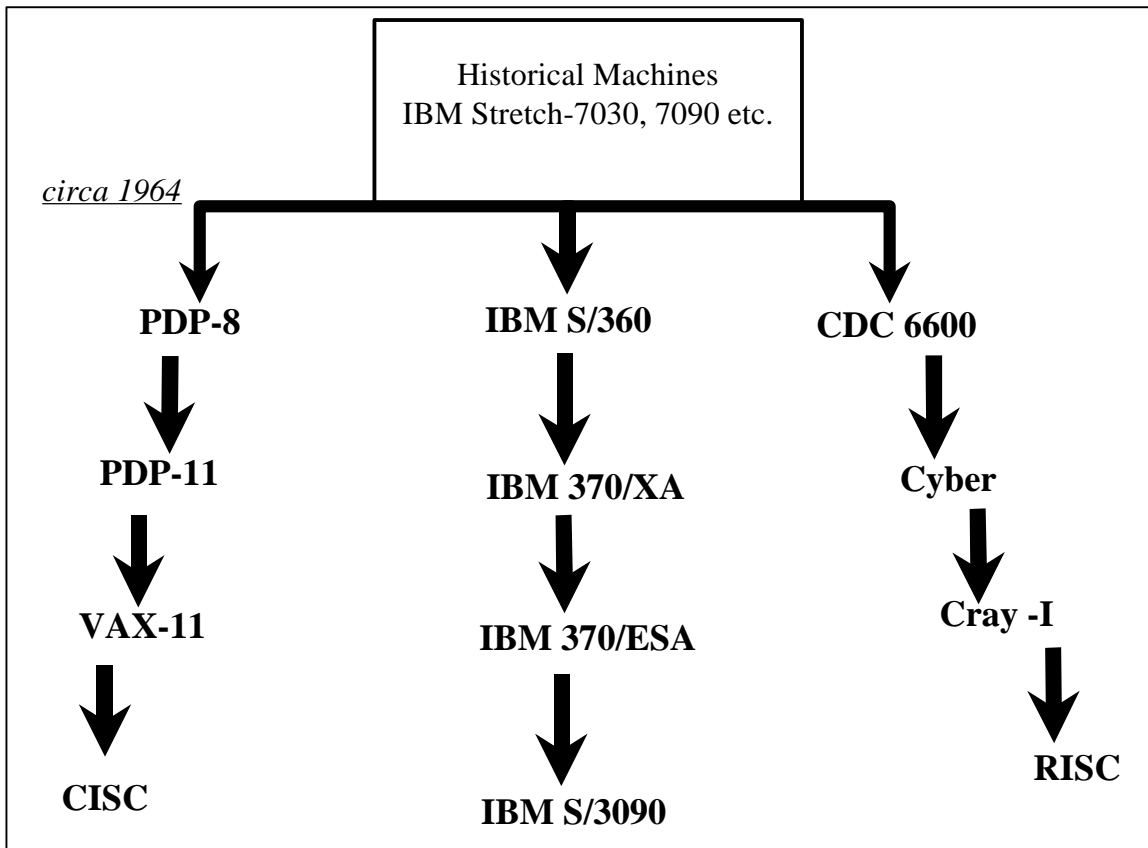 Historical Machines
IBM Stretch-7030, 7090 etc.
circa 1964
PDP-8
IBM S/360
CDC 6600
PDP-11
IBM 370/XA
Cyber
VAX-11
IBM 370/ESA
Cray -I
CISC
IBM S/3090
RISC